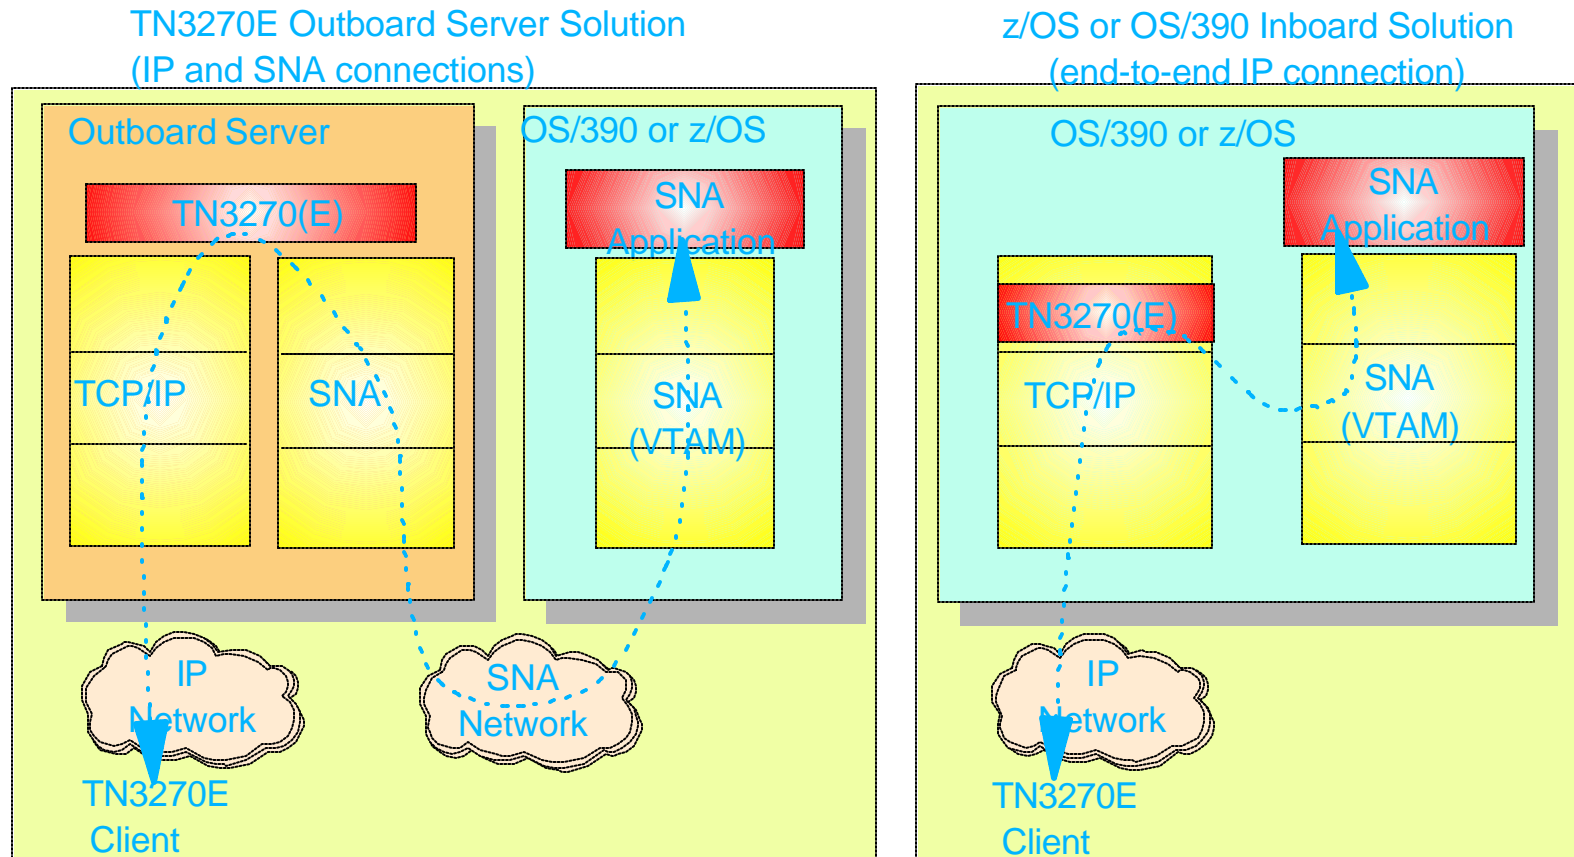 TN3270E Outboard Server Solution
(IP and SNA connections)
Outboard Server
TN3270(E)
TCP/IP
SNA
OS/390 or z/OS
SNA
Application
SNA
(VTAM)
IP
Network
SNA
Network
TN3270E
Client
z/OS or OS/390 Inboard Solution
(end-to-end IP connection)
OS/390 or z/OS
SNA
Application
TN3270(E)
TCP/IP
SNA
(VTAM)
IP
Network
TN3270E
Client